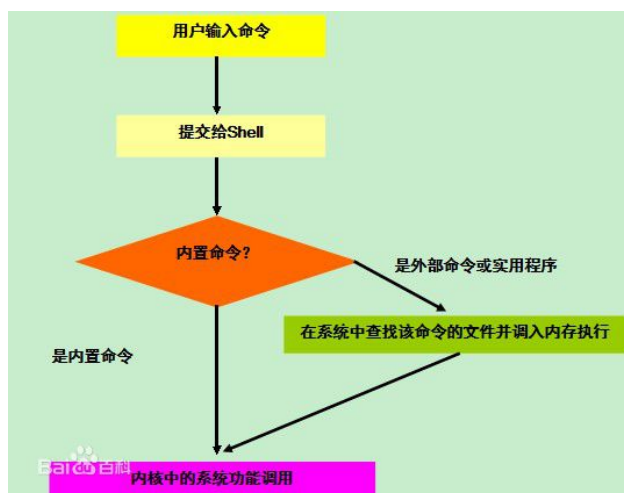 用户输入命令
提交给Shell
内置命令?
是外部命令或实用程序
在系统中查找该命令的文件并调入内存执行
是内置命令
Bai百科
内核中的系统功能调用